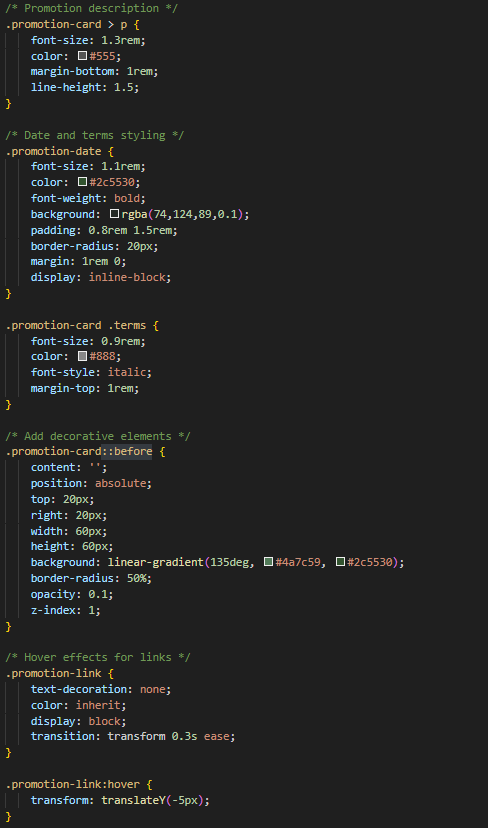 /* Promotion description */
.promotion-card > p {
    font-size: 1.3rem;
    color: #555;
    margin-bottom: 1rem;
    line-height: 1.5;
}

/* Date and terms styling */
.promotion-date {
    font-size: 1.1rem;
    color: #2c5530;
    font-weight: bold;
    background: rgba(74,124,89,0.1);
    padding: 0.8rem 1.5rem;
    border-radius: 20px;
    margin: 1rem 0;
    display: inline-block;
}

.promotion-card .terms {
    font-size: 0.9rem;
    color: #888;
    font-style: italic;
    margin-top: 1rem;
}

/* Add decorative elements */
.promotion-card::before {
    content: '';
    position: absolute;
    top: 20px;
    right: 20px;
    width: 60px;
    height: 60px;
    background: linear-gradient(135deg, #4a7c59, #2c5530);
    border-radius: 50%;
    opacity: 0.1;
    z-index: 1;
}

/* Hover effects for links */
.promotion-link {
    text-decoration: none;
    color: inherit;
    display: block;
    transition: transform 0.3s ease;
}

.promotion-link:hover {
    transform: translateY(-5px);
}